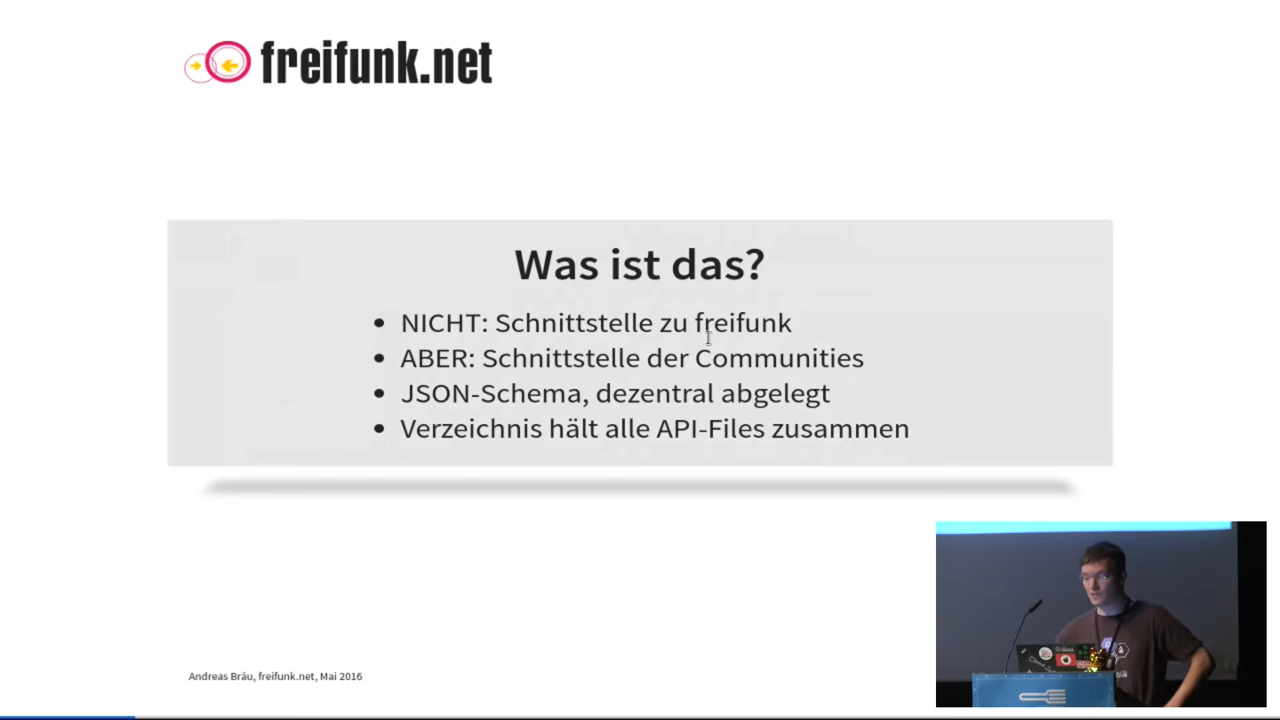 freifunk.net
Was ist das?
• NICHT: Schnittstelle zu freifunk
• ABER: Schnittstelle der Communities
• JSON-Schema, dezentral abgelegt
• Verzeichnis hält alle API-Files zusammen
Andreas Bräu, freifunk.net, Mai 2016